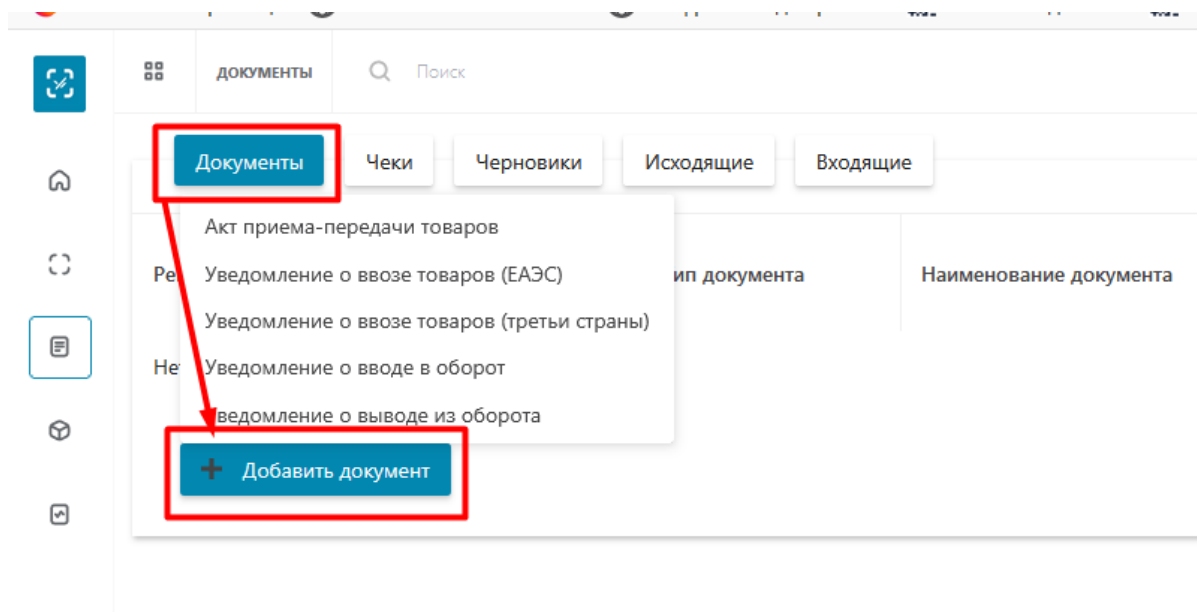 ДОКУМЕНТЫ Поиск
Документы Чеки Черновики Исходящие Входящие
Акт приема-передачи товаров
Уведомление о ввозе товаров (ЕАЭС)
ип документа Наименование документа
Уведомление о ввозе товаров (третьи страны)
Уведомление о вводе в оборот
ведомление о выводе из оборота
Добавить документ